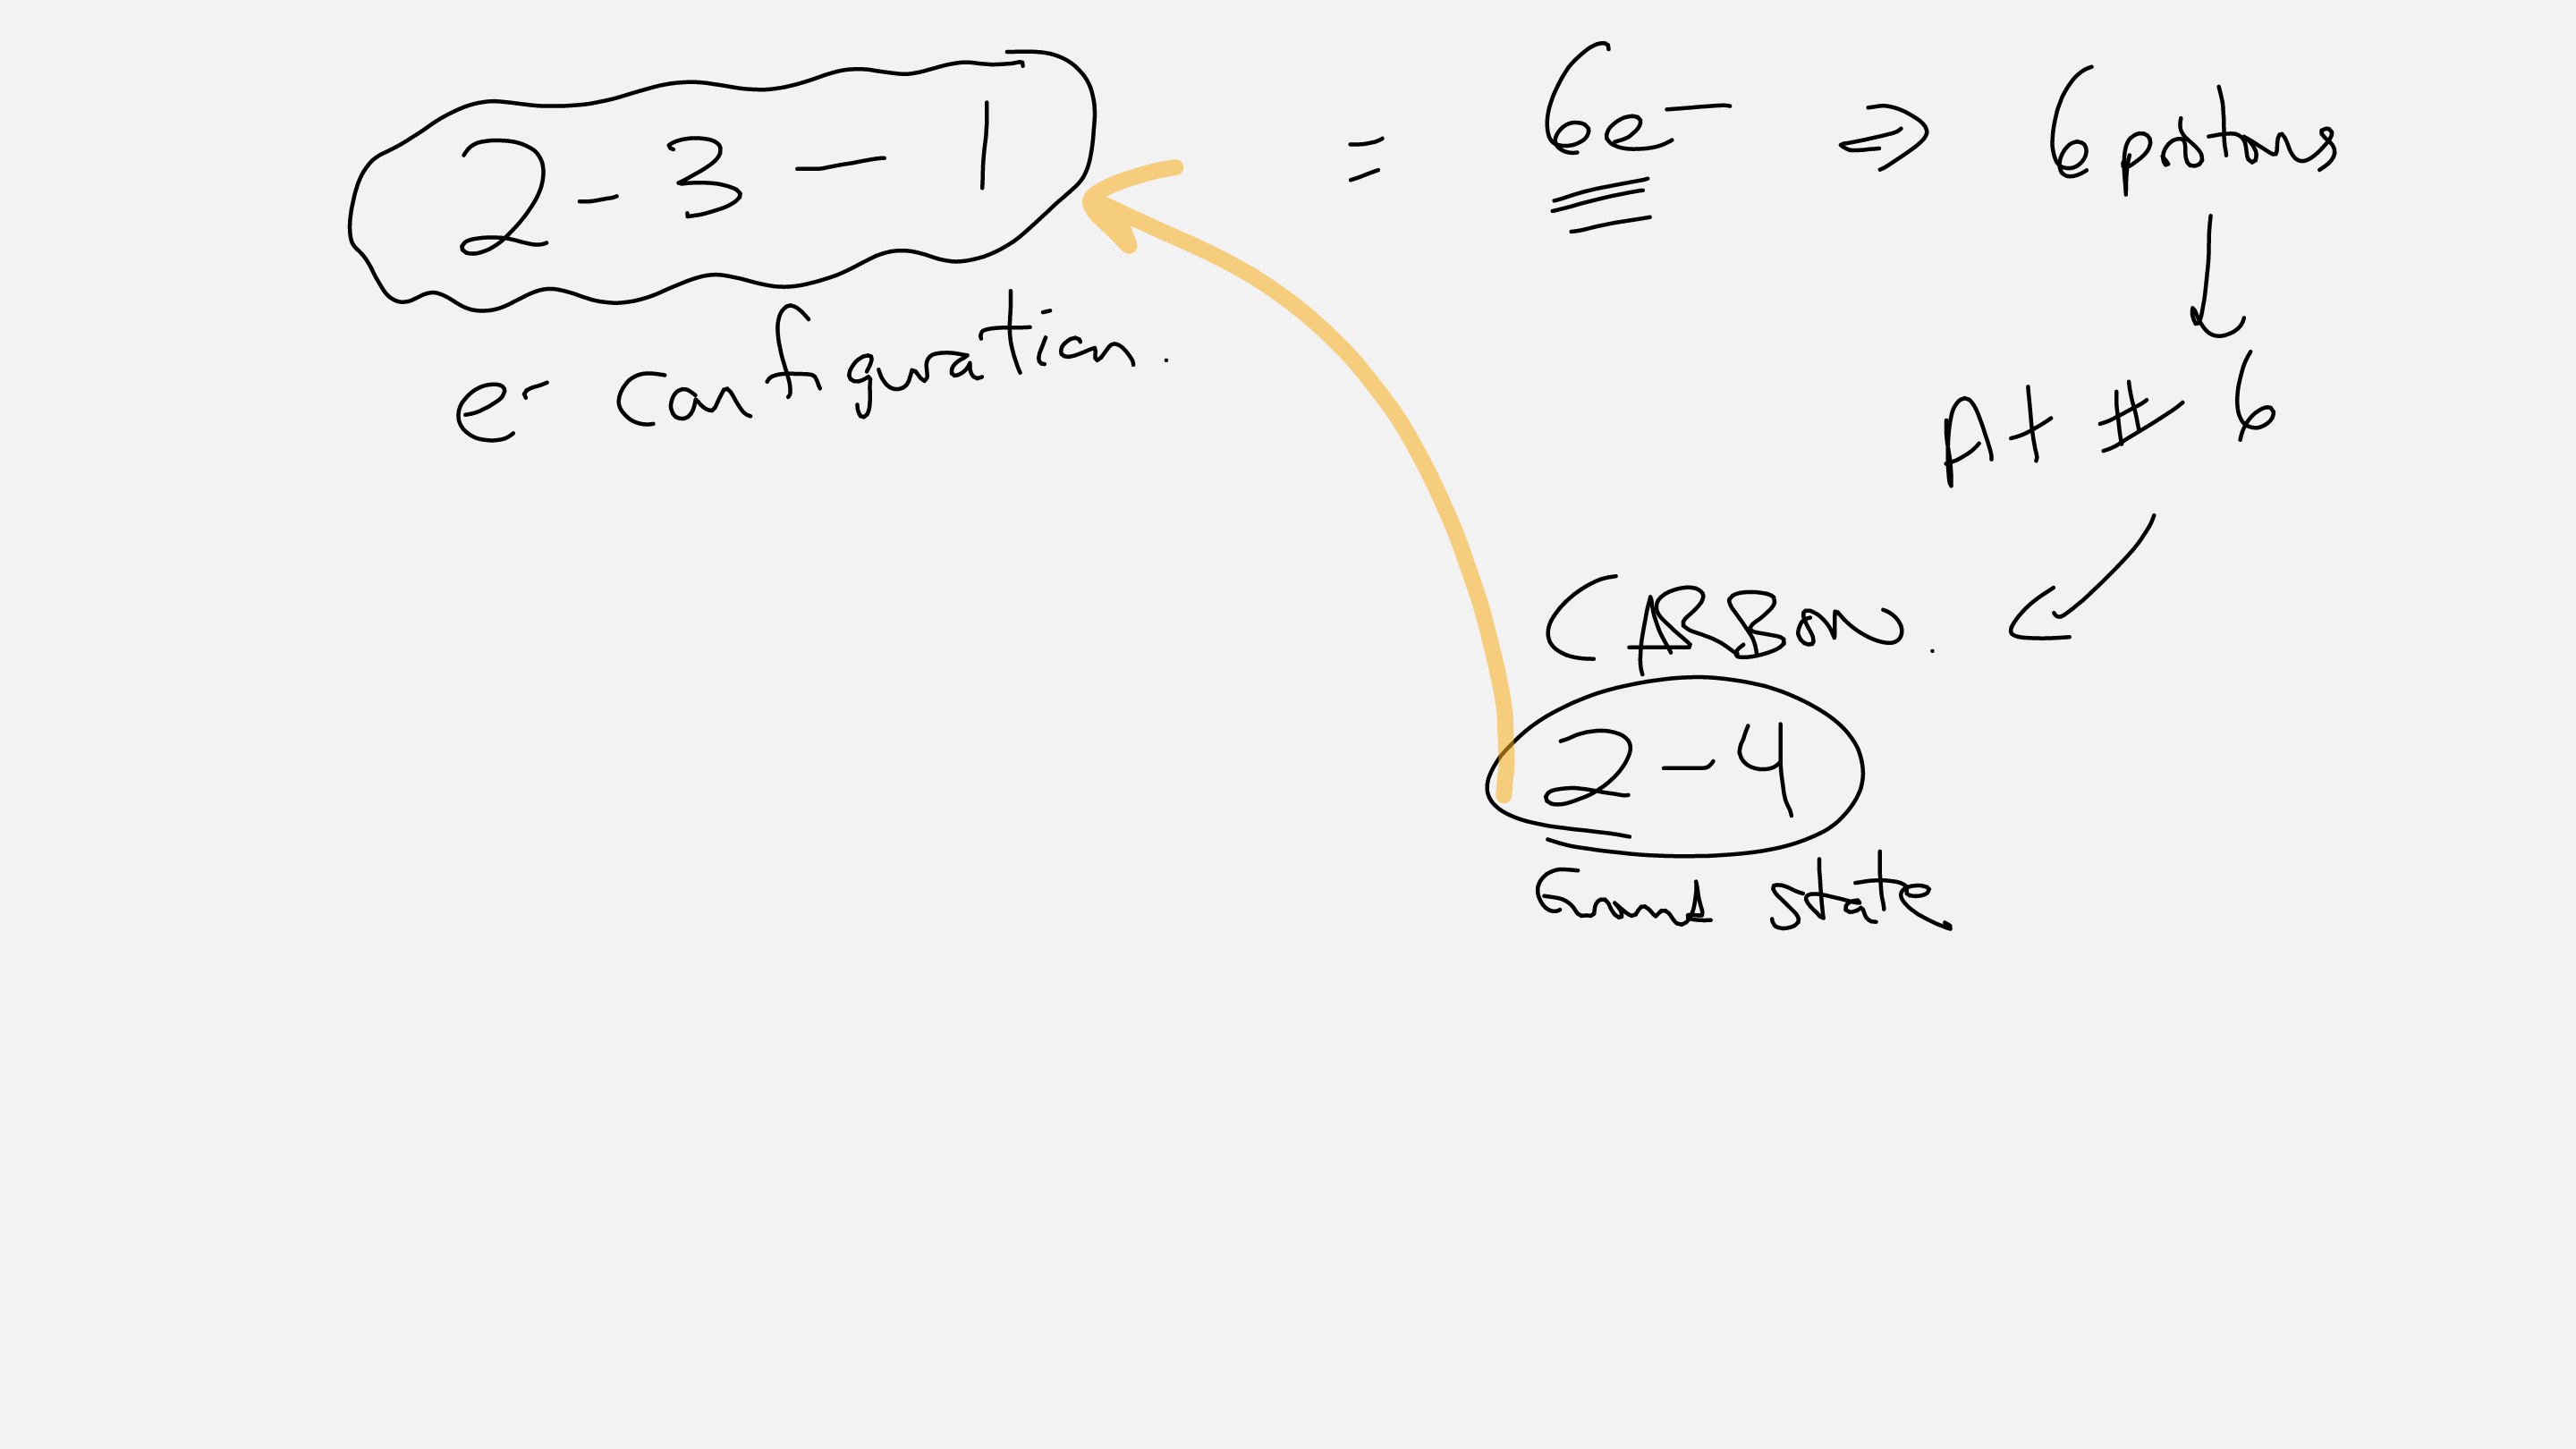 2 - 3 - 1 = 6e- ⇒ 6 protons
e- configuration.
At # 6
CARBON.
2 - 4
Ground state